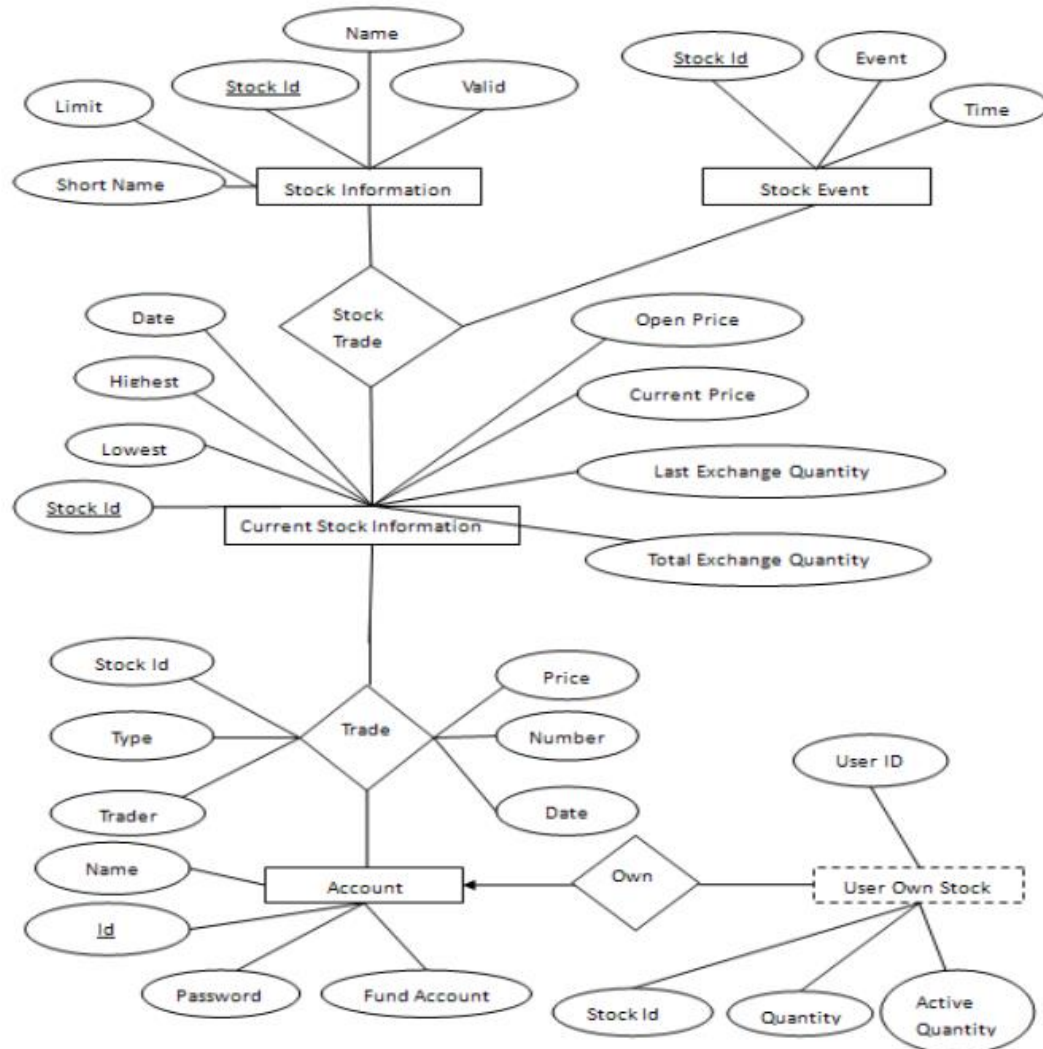 Name
Stock Id
Event
Stock Id
Valid
Limit
Time
Short Name
Stock Information
Stock Event
Date
Stock
Trade
Open Price
Highest
Current Price
Lowest
Last Exchange Quantity
Stock Id
Current Stock Information
Total Exchange Quantity
Stock Id
Price
Type
Trade
Number
User ID
Trader
Date
Name
Account
Own
User Own Stock
Id
Password
Fund Account
Stock Id
Quantity
Active
Quantity